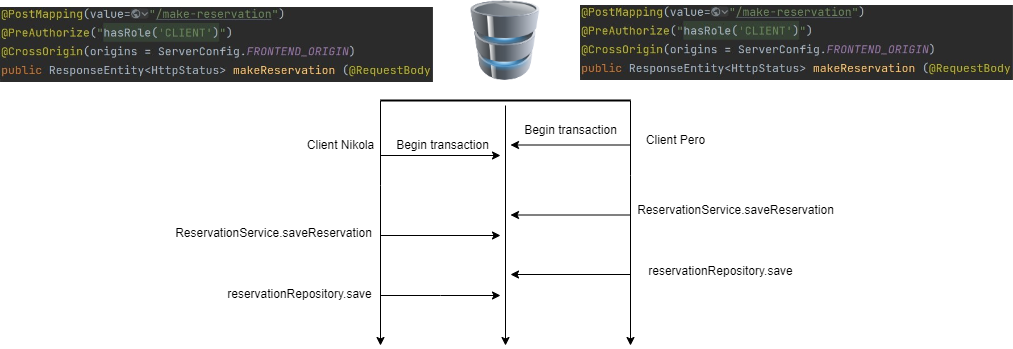 @PostMapping(value="/make-reservation")
@PreAuthorize("hasRole('CLIENT')")
@CrossOrigin(origins = ServerConfig.FRONTEND_ORIGIN)
public ResponseEntity<HttpStatus> makeReservation (@RequestBody
@PostMapping(value="/make-reservation")
@PreAuthorize("hasRole('CLIENT')")
@CrossOrigin(origins = ServerConfig.FRONTEND_ORIGIN)
public ResponseEntity<HttpStatus> makeReservation (@RequestBody
Begin transaction
Client Nikola
Begin transaction
Client Pero
ReservationService.saveReservation
ReservationService.saveReservation
reservationRepository.save
reservationRepository.save